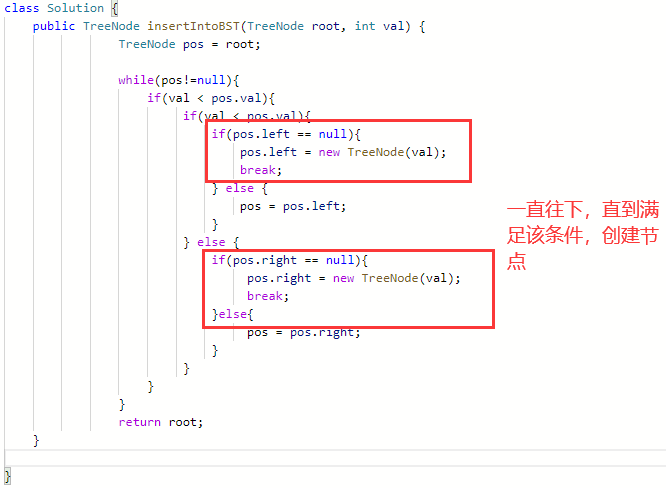 class Solution {
public TreeNode insertIntoBST(TreeNode root, int val) {
TreeNode pos = root;
while(pos!=null){
if(val < pos.val){
if(val < pos.val){
if(pos.left == null){
pos.left = new TreeNode(val);
break;
} else {
pos = pos.left;
}
} else {
if(pos.right == null){
pos.right = new TreeNode(val);
break;
}else{
pos = pos.right;
}
}
}
}
return root;
}
}
一直往下，直到满
足该条件，创建节
点